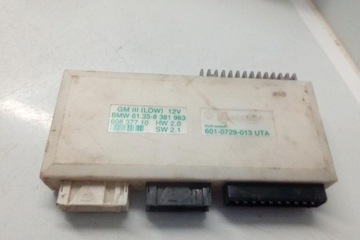 GM III (LOW) 12V
BMW 61.35-8 381 963
608 377 10 HW 2.0
SW 2.1
601-0729-013 UTA